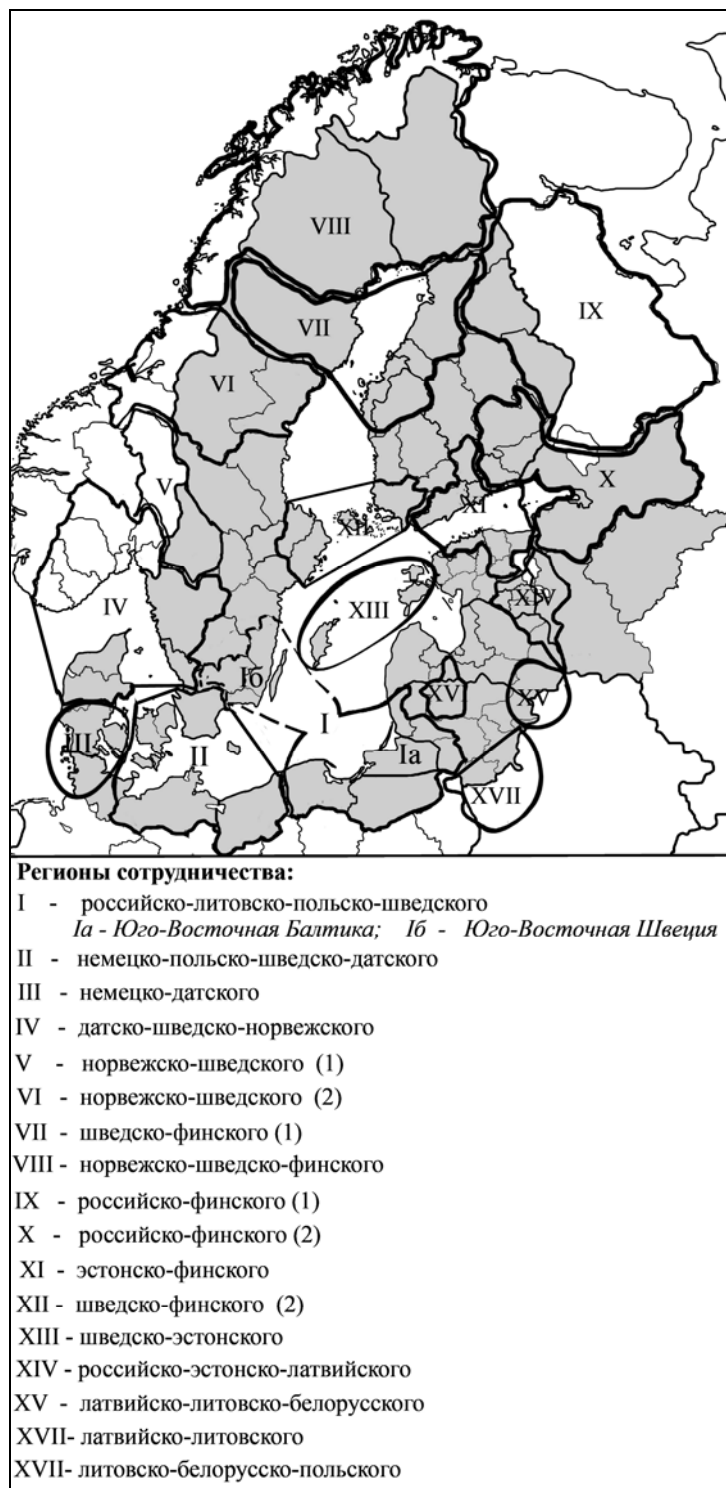 VIII
IX
VII
VI
V
X
XI
XII
IV
XIII
XIV
Iб
XV
XV
I
III
II
Iа
XVII
Регионы сотрудничества:
I - российско-литовско-польско-шведского
Iа - Юго-Восточная Балтика; Iб - Юго-Восточная Швеция
II - немецко-польско-шведско-датского
III - немецко-датского
IV - датско-шведско-норвежского
V - норвежско-шведского (1)
VI - норвежско-шведского (2)
VII - шведско-финского (1)
VIII - норвежско-шведско-финского
IX - российско-финского (1)
X - российско-финского (2)
XI - эстонско-финского
XII - шведско-финского (2)
XIII - шведско-эстонского
XIV - российско-эстонско-латвийского
XV - латвийско-литовско-белорусского
XVII- латвийско-литовского
XVII- литовско-белорусско-польского